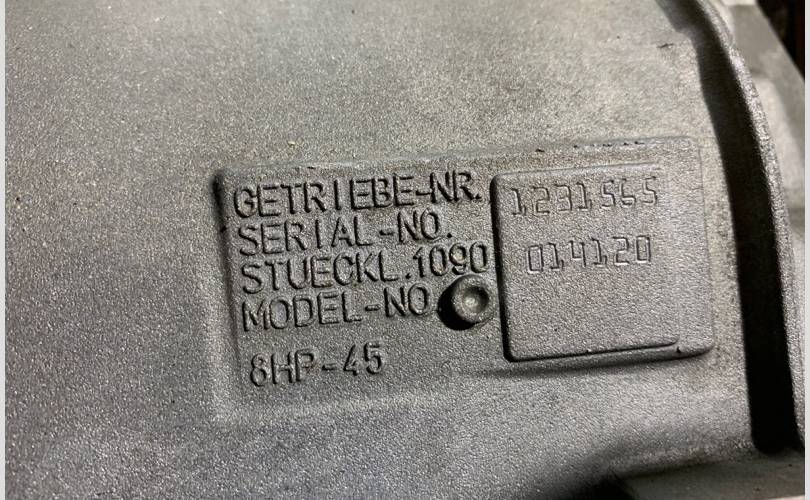 GETRIEBE-NR. 1231565
SERIAL-NO.
STUECKL.1090 014120
MODEL-NO
8HP-45